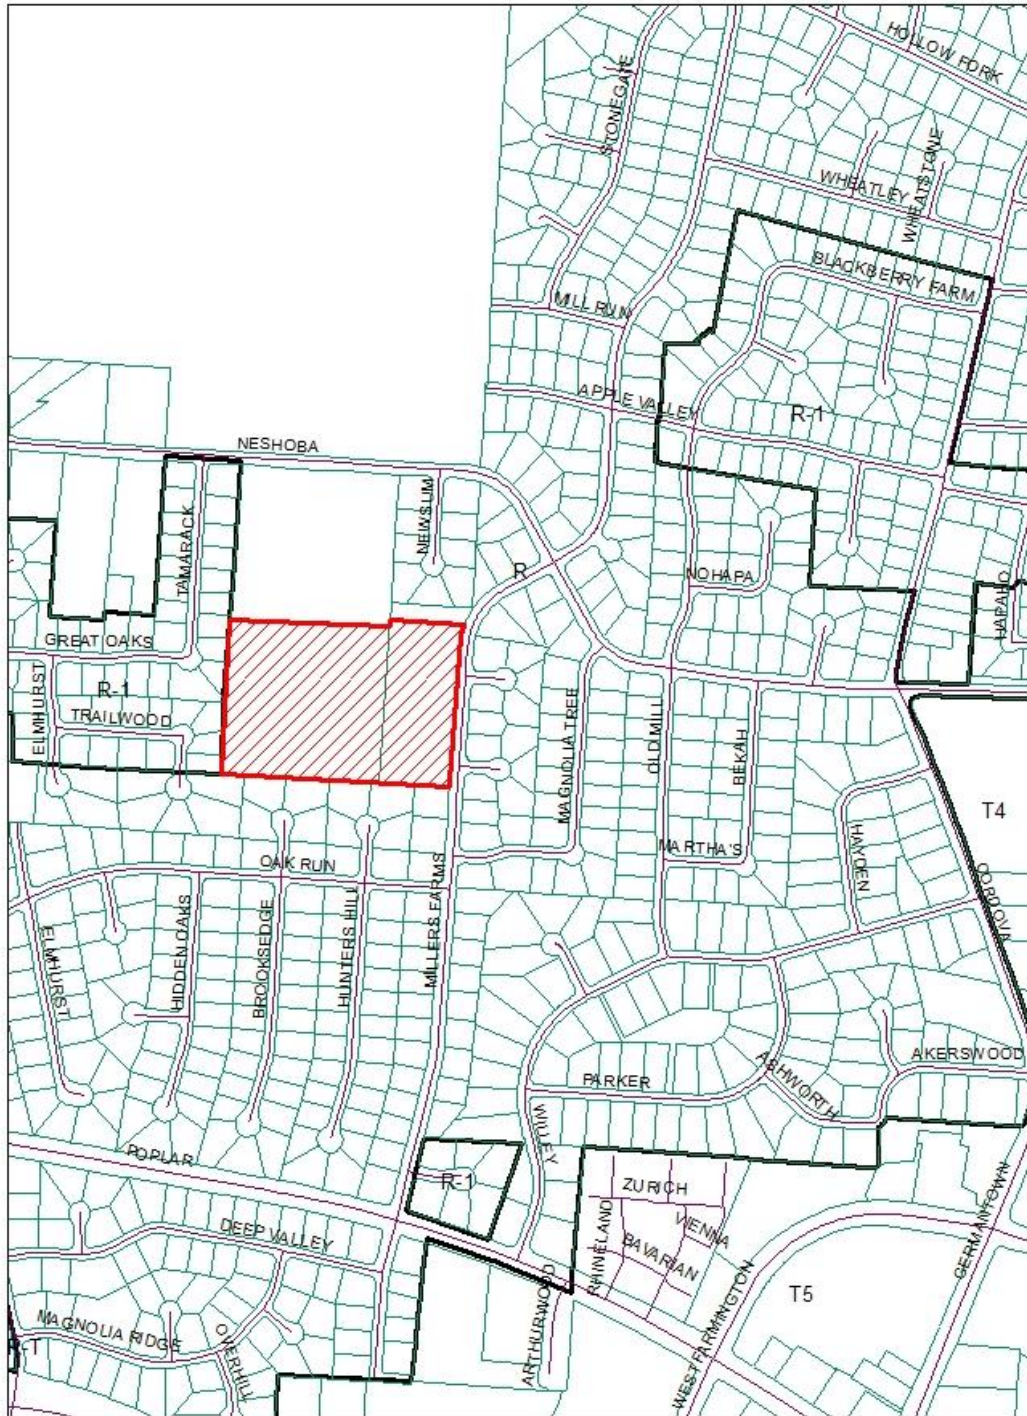 HOLLOW FORK
STONEGATE
WHEATSTONE
WHEATLEY
BLACKBERRY FARM
MILL RUN
APPLE VALLEY
R-1
NESHOBA
NEWSUM
TAMARACK
R
NOHAPA
HAPAHO
GREAT OAKS
ELMHURST
R-1
TRAILWOOD
MAGNOLIA TREE
OLD MILL
BEKAH
T4
MARTHA'S
HAYDEN
OAK RUN
MILLERS FARMS
CORDOVA
ELMHURST
HIDDEN OAKS
BROOKSEDGE
HUNTERS HILL
AKERSWOOD
PARKER
ASHWORTH
WILLEY
POPLAR
R-1
ZURICH
GERMANTOWN
DEEP VALLEY
RHINELAND
VIENNA
BAVARIAN
WEST FARMINGTON
T5
MAGNOLIA RIDGE
OVERHILL
ARTHURWOOD
R-T